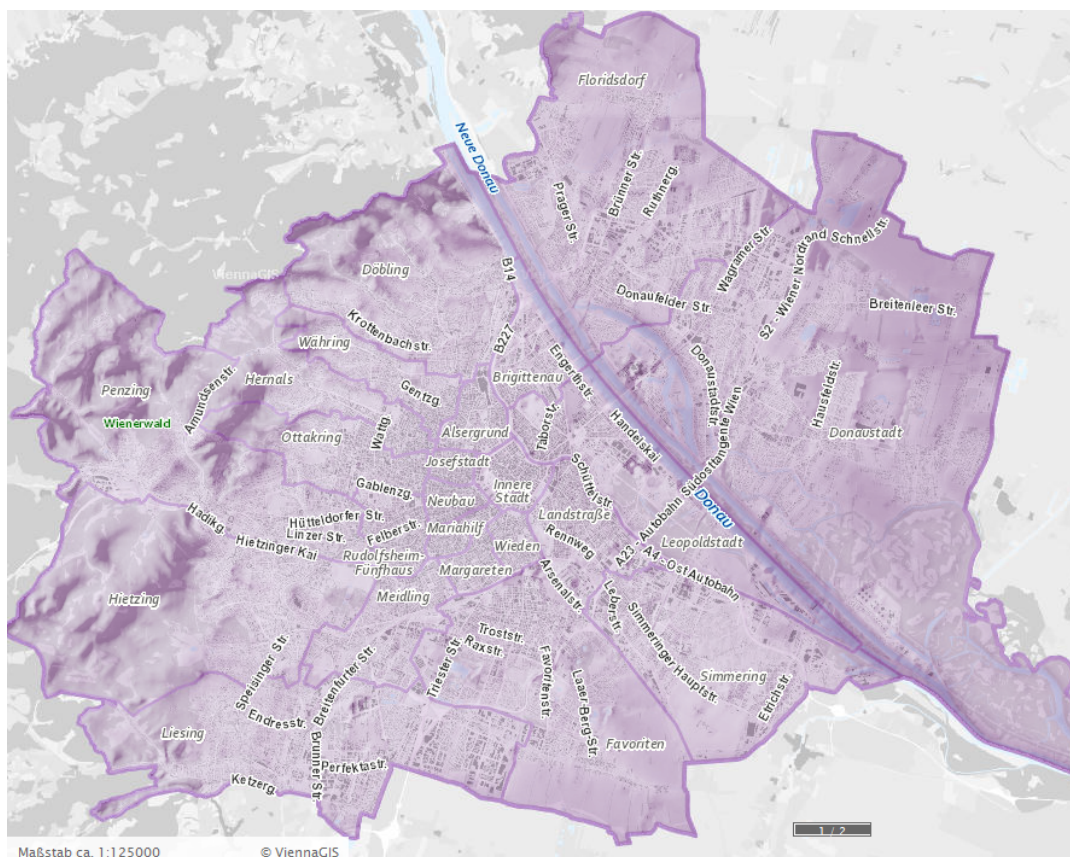 Floridsdorf
Neue Donau
Prager Str.
Brünner Str.
Ruthnerg.
Wagramer Str.
S2 - Wiener Nordrand Schnellstr.
Döbling
ViennaGIS
B14
Donaufelder Str.
Breitenleer Str.
Krottenbachstr.
Währing
B227
Engerthstr.
Donaustadtstr.
Hausfeldstr.
Penzing
Amundsenstr.
Hernals
Gentzg.
Brigittenau
Wienerwald
Ottakring
Wattg.
Alsergrund
Taborstr.
Handelskai
Donaustadt
Josefstadt
Schüttelstr.
A23 - Autobahn Südosttangente Wien
Gablenzg.
Neubau
Innere
Stadt
Donau
Hadikg.
Hütteldorfer Str.
Linzer Str.
Felberstr.
Mariahilf
Landstraße
Hietzinger Kai
Wieden
Rennweg
Leopoldstadt
Rudolfsheim-
Fünfhaus
Margareten
A4 - Ost Autobahn
Hietzing
Meidling
Arsenalstr.
Leberstr.
Simmeringer Hauptstr.
Troststr.
Raxstr.
Speisinger Str.
Breitenfurter Str.
Triester Str.
Favoritenstr.
Laaer-Berg-Str.
Simmering
Etrichstr.
Endresstr.
Liesing
Favoriten
Brunner Str.
Perfektastr.
Ketzerg.
1 / 2
Maßstab ca. 1:125000
© ViennaGIS